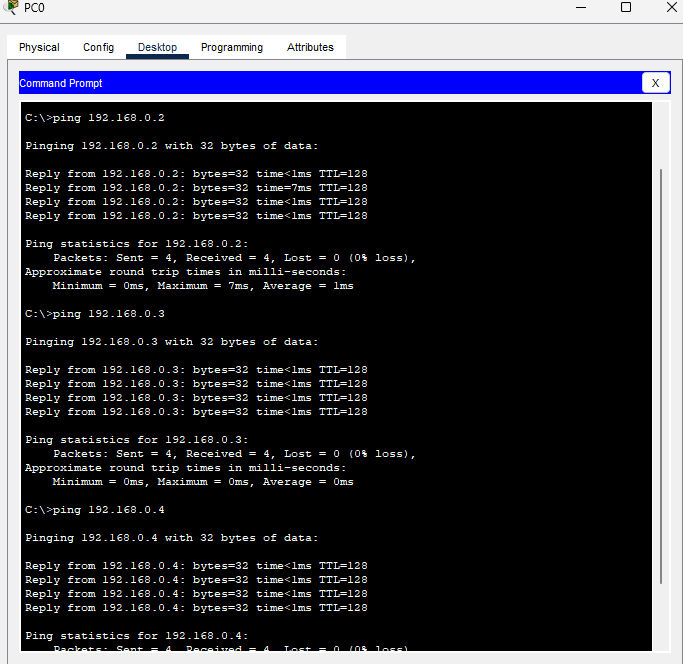 PC0
Physical Config Desktop Programming Attributes
Command Prompt X
C:\>ping 192.168.0.2
Pinging 192.168.0.2 with 32 bytes of data:
Reply from 192.168.0.2: bytes=32 time<1ms TTL=128
Reply from 192.168.0.2: bytes=32 time=7ms TTL=128
Reply from 192.168.0.2: bytes=32 time<1ms TTL=128
Reply from 192.168.0.2: bytes=32 time<1ms TTL=128
Ping statistics for 192.168.0.2:
Packets: Sent = 4, Received = 4, Lost = 0 (0% loss),
Approximate round trip times in milli-seconds:
Minimum = 0ms, Maximum = 7ms, Average = 1ms
C:\>ping 192.168.0.3
Pinging 192.168.0.3 with 32 bytes of data:
Reply from 192.168.0.3: bytes=32 time<1ms TTL=128
Reply from 192.168.0.3: bytes=32 time<1ms TTL=128
Reply from 192.168.0.3: bytes=32 time<1ms TTL=128
Reply from 192.168.0.3: bytes=32 time<1ms TTL=128
Ping statistics for 192.168.0.3:
Packets: Sent = 4, Received = 4, Lost = 0 (0% loss),
Approximate round trip times in milli-seconds:
Minimum = 0ms, Maximum = 0ms, Average = 0ms
C:\>ping 192.168.0.4
Pinging 192.168.0.4 with 32 bytes of data:
Reply from 192.168.0.4: bytes=32 time<1ms TTL=128
Reply from 192.168.0.4: bytes=32 time<1ms TTL=128
Reply from 192.168.0.4: bytes=32 time<1ms TTL=128
Reply from 192.168.0.4: bytes=32 time<1ms TTL=128
Ping statistics for 192.168.0.4:
Packets: Sent = 4, Received = 4, Lost = 0 (0% loss),